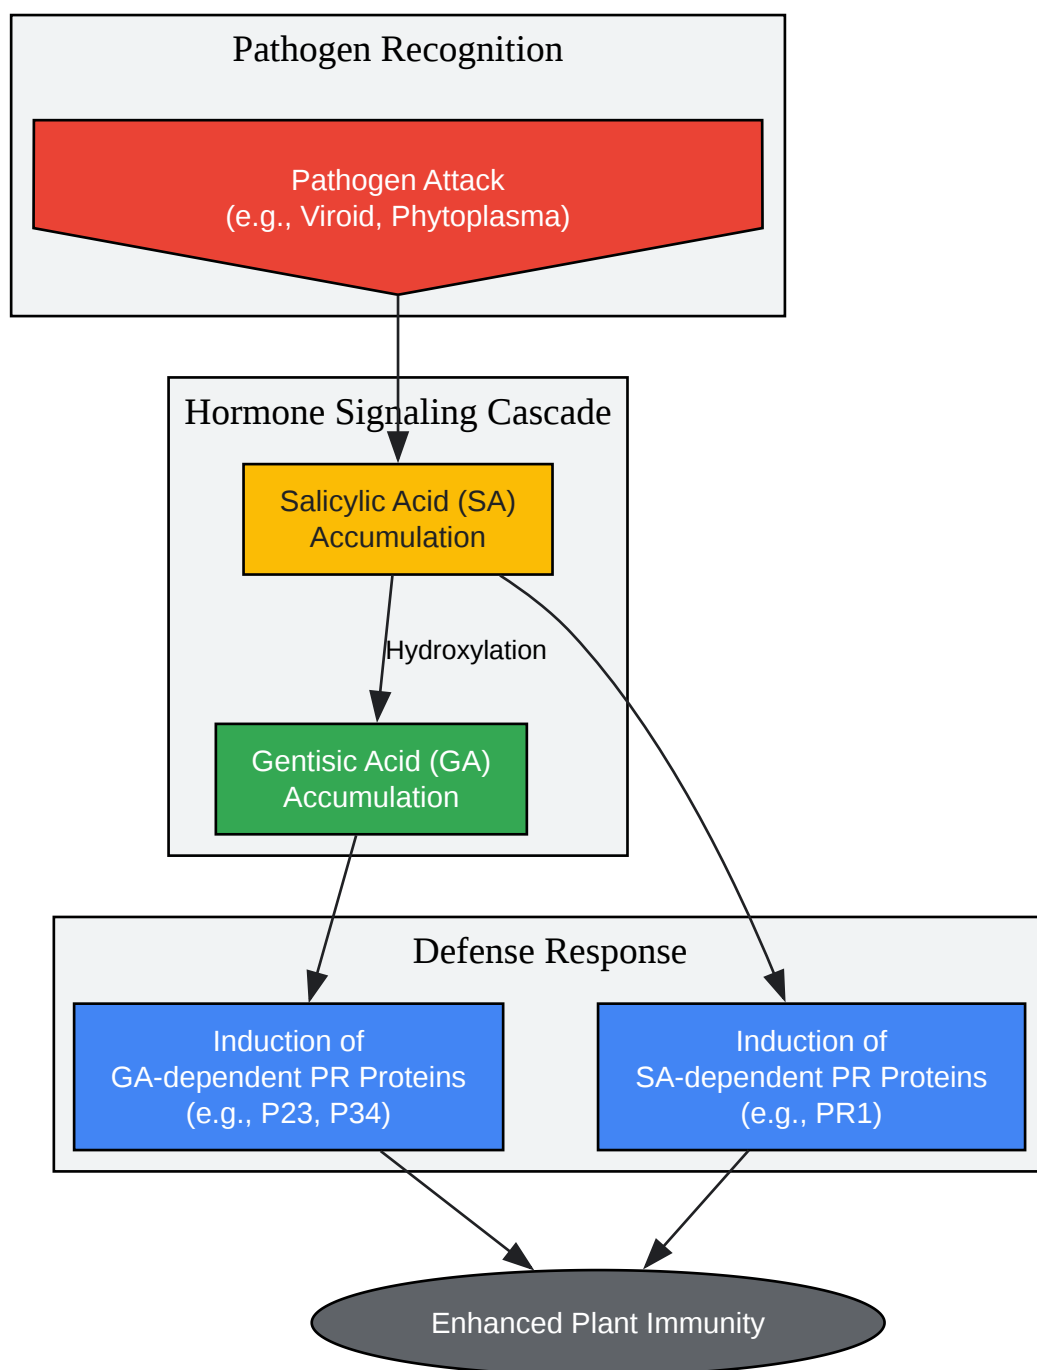 Pathogen Recognition
Pathogen Attack
(e.g., Viroid, Phytoplasma)
Hormone Signaling Cascade
Salicylic Acid (SA)
Accumulation
Hydroxylation
Gentisic Acid (GA)
Accumulation
Defense Response
Induction of
GA-dependent PR Proteins
(e.g., P23, P34)
Induction of
SA-dependent PR Proteins
(e.g., PR1)
Enhanced Plant Immunity